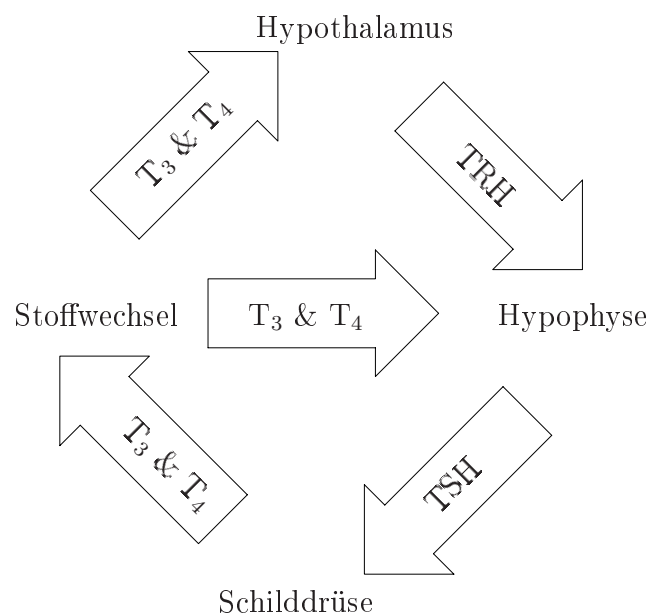 Hypothalamus
T₃ & T₄
TRH
Stoffwechsel
T₃ & T₄
Hypophyse
T₃ & T₄
TSH
Schilddrüse